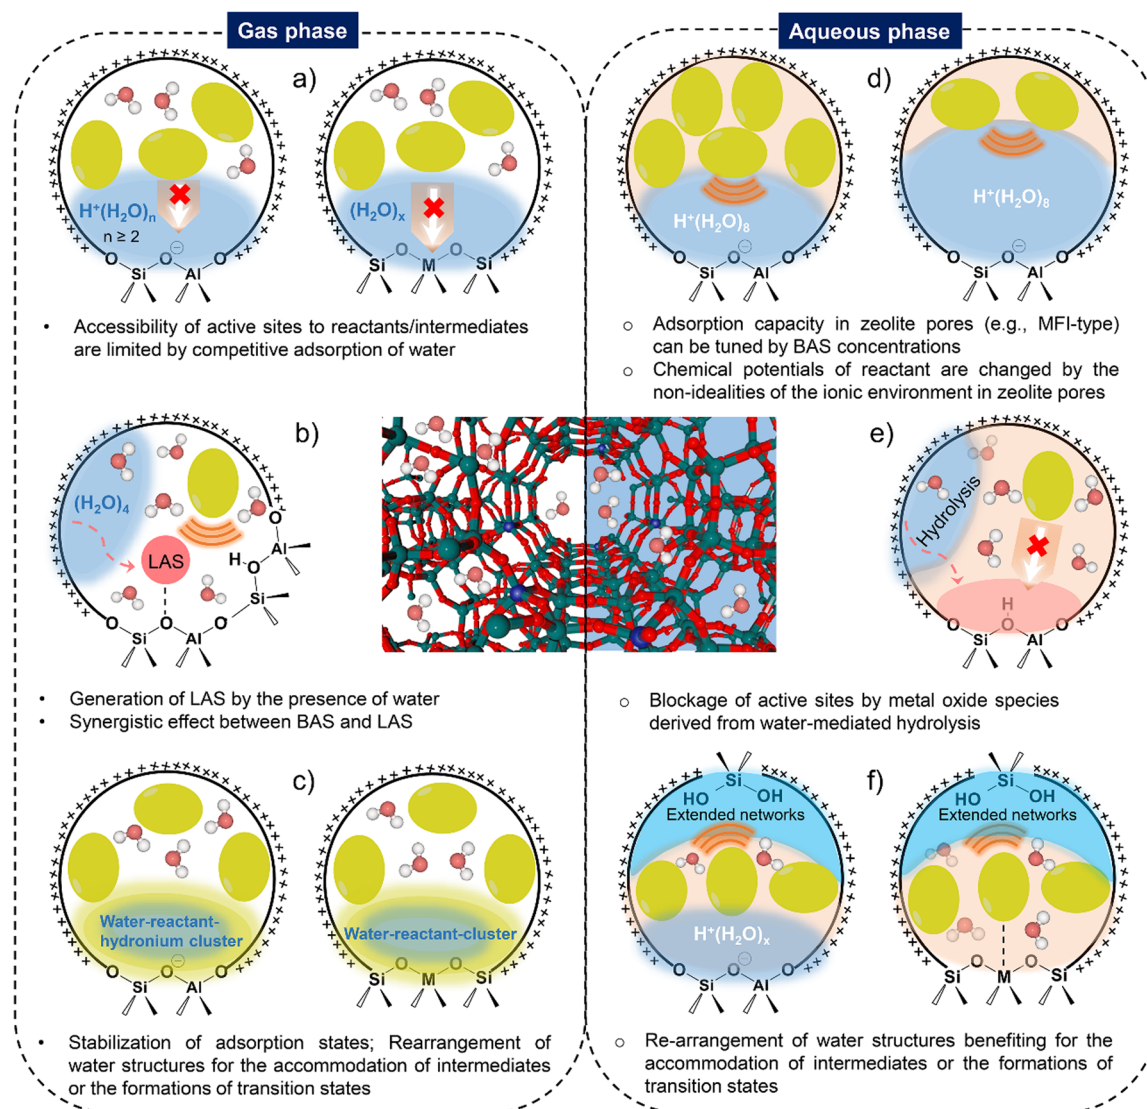 Gas phase
a)
H⁺(H₂O)ₙ
n ≥ 2
O O⊖ O
Si Al
(H₂O)ₓ
O O
Si M Si
• Accessibility of active sites to reactants/intermediates
are limited by competitive adsorption of water
b)
(H₂O)₄
LAS
O
Al
H O
Si
O O O
Si Al
• Generation of LAS by the presence of water
• Synergistic effect between BAS and LAS
c)
Water-reactant-
hydronium cluster
O O⊖ O
Si Al
Water-reactant-cluster
O O
Si M Si
• Stabilization of adsorption states; Rearrangement of
water structures for the accommodation of intermediates
or the formations of transition states
Aqueous phase
d)
H⁺(H₂O)₈
O O⊖ O
Si Al
H⁺(H₂O)₈
O O⊖ O
Si Al
○ Adsorption capacity in zeolite pores (e.g., MFI-type)
can be tuned by BAS concentrations
○ Chemical potentials of reactant are changed by the
non-idealities of the ionic environment in zeolite pores
e)
Hydrolysis
H
O O O
Si Al
○ Blockage of active sites by metal oxide species
derived from water-mediated hydrolysis
f)
Si
HO OH
Extended networks
H⁺(H₂O)ₓ
O O⊖ O
Si Al
Si
HO OH
Extended networks
O O
Si M Si
○ Re-arrangement of water structures benefiting for the
accommodation of intermediates or the formations of
transition states